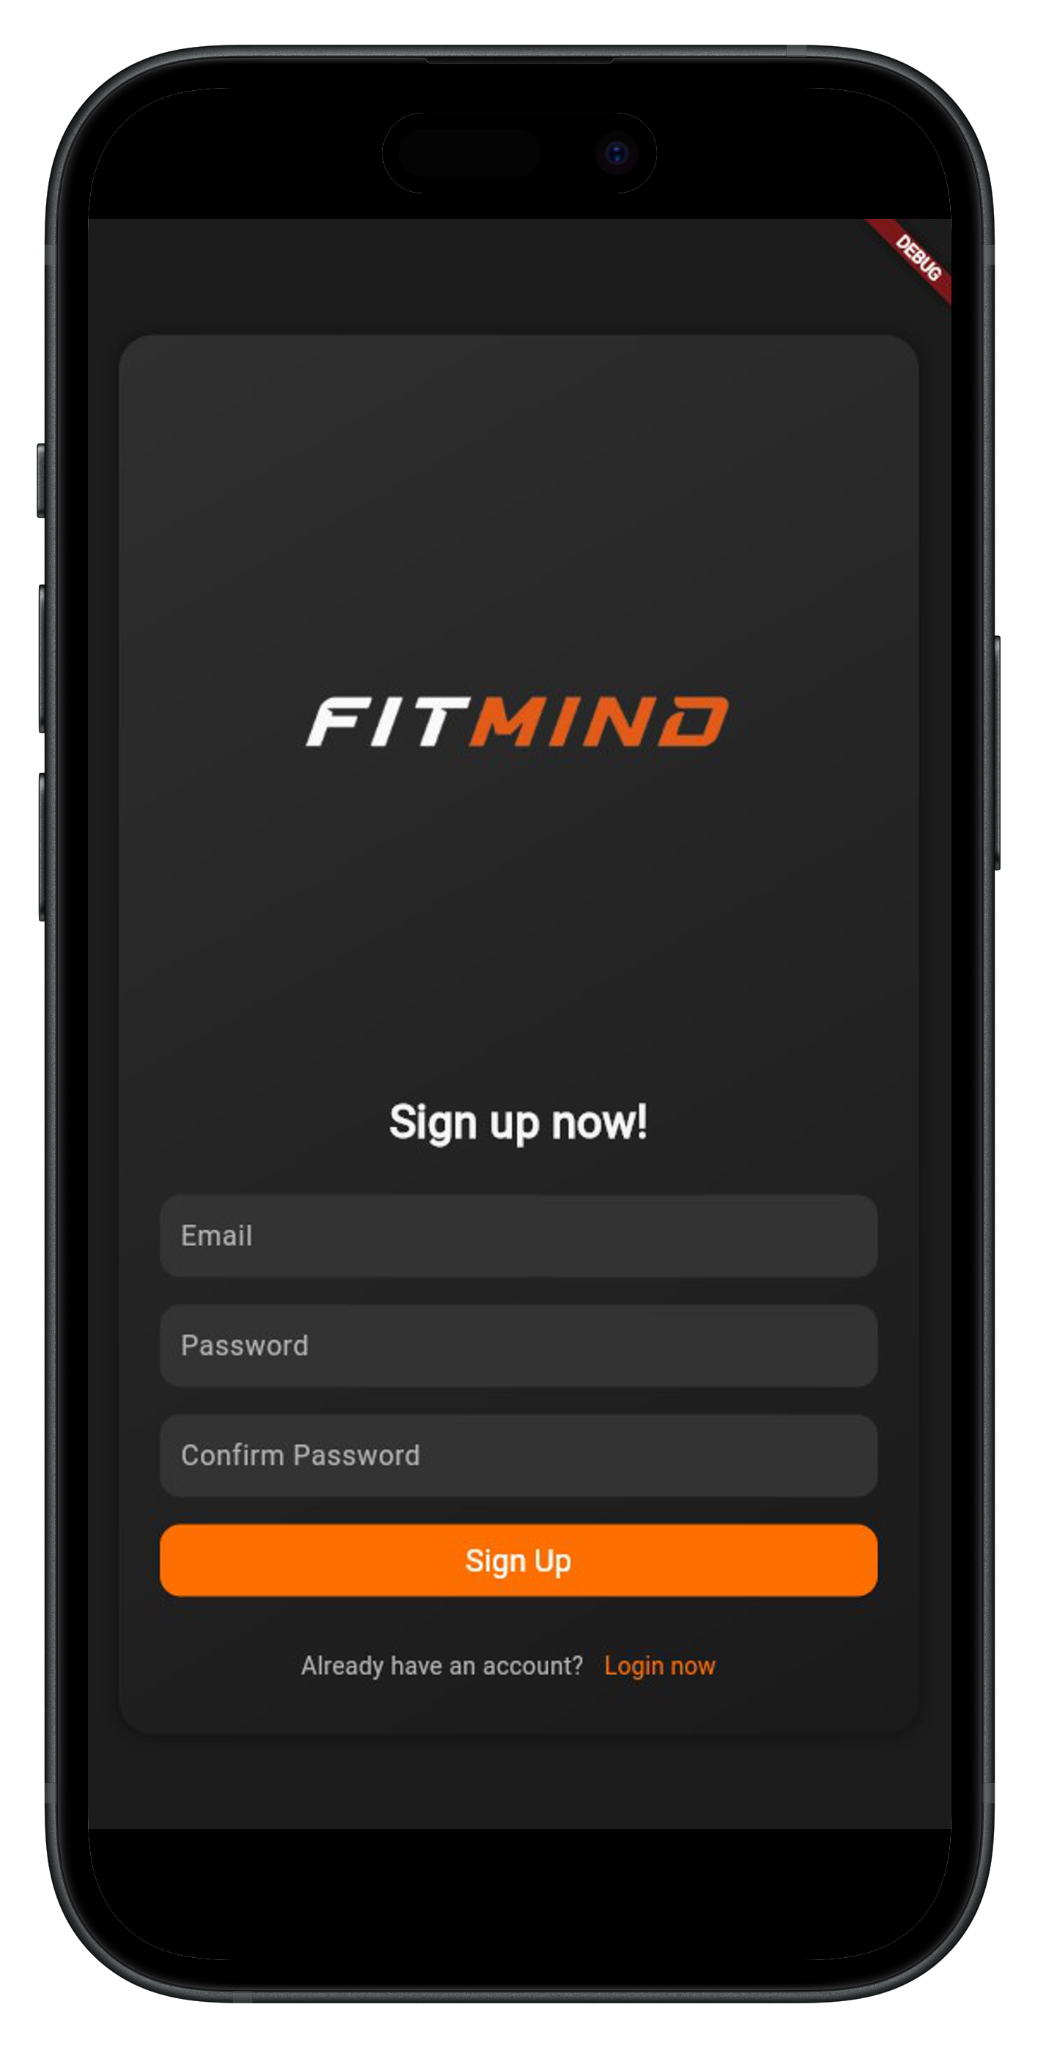 DEBUG
FITMIND
Sign up now!
Email
Password
Confirm Password
Sign Up
Already have an account? Login now